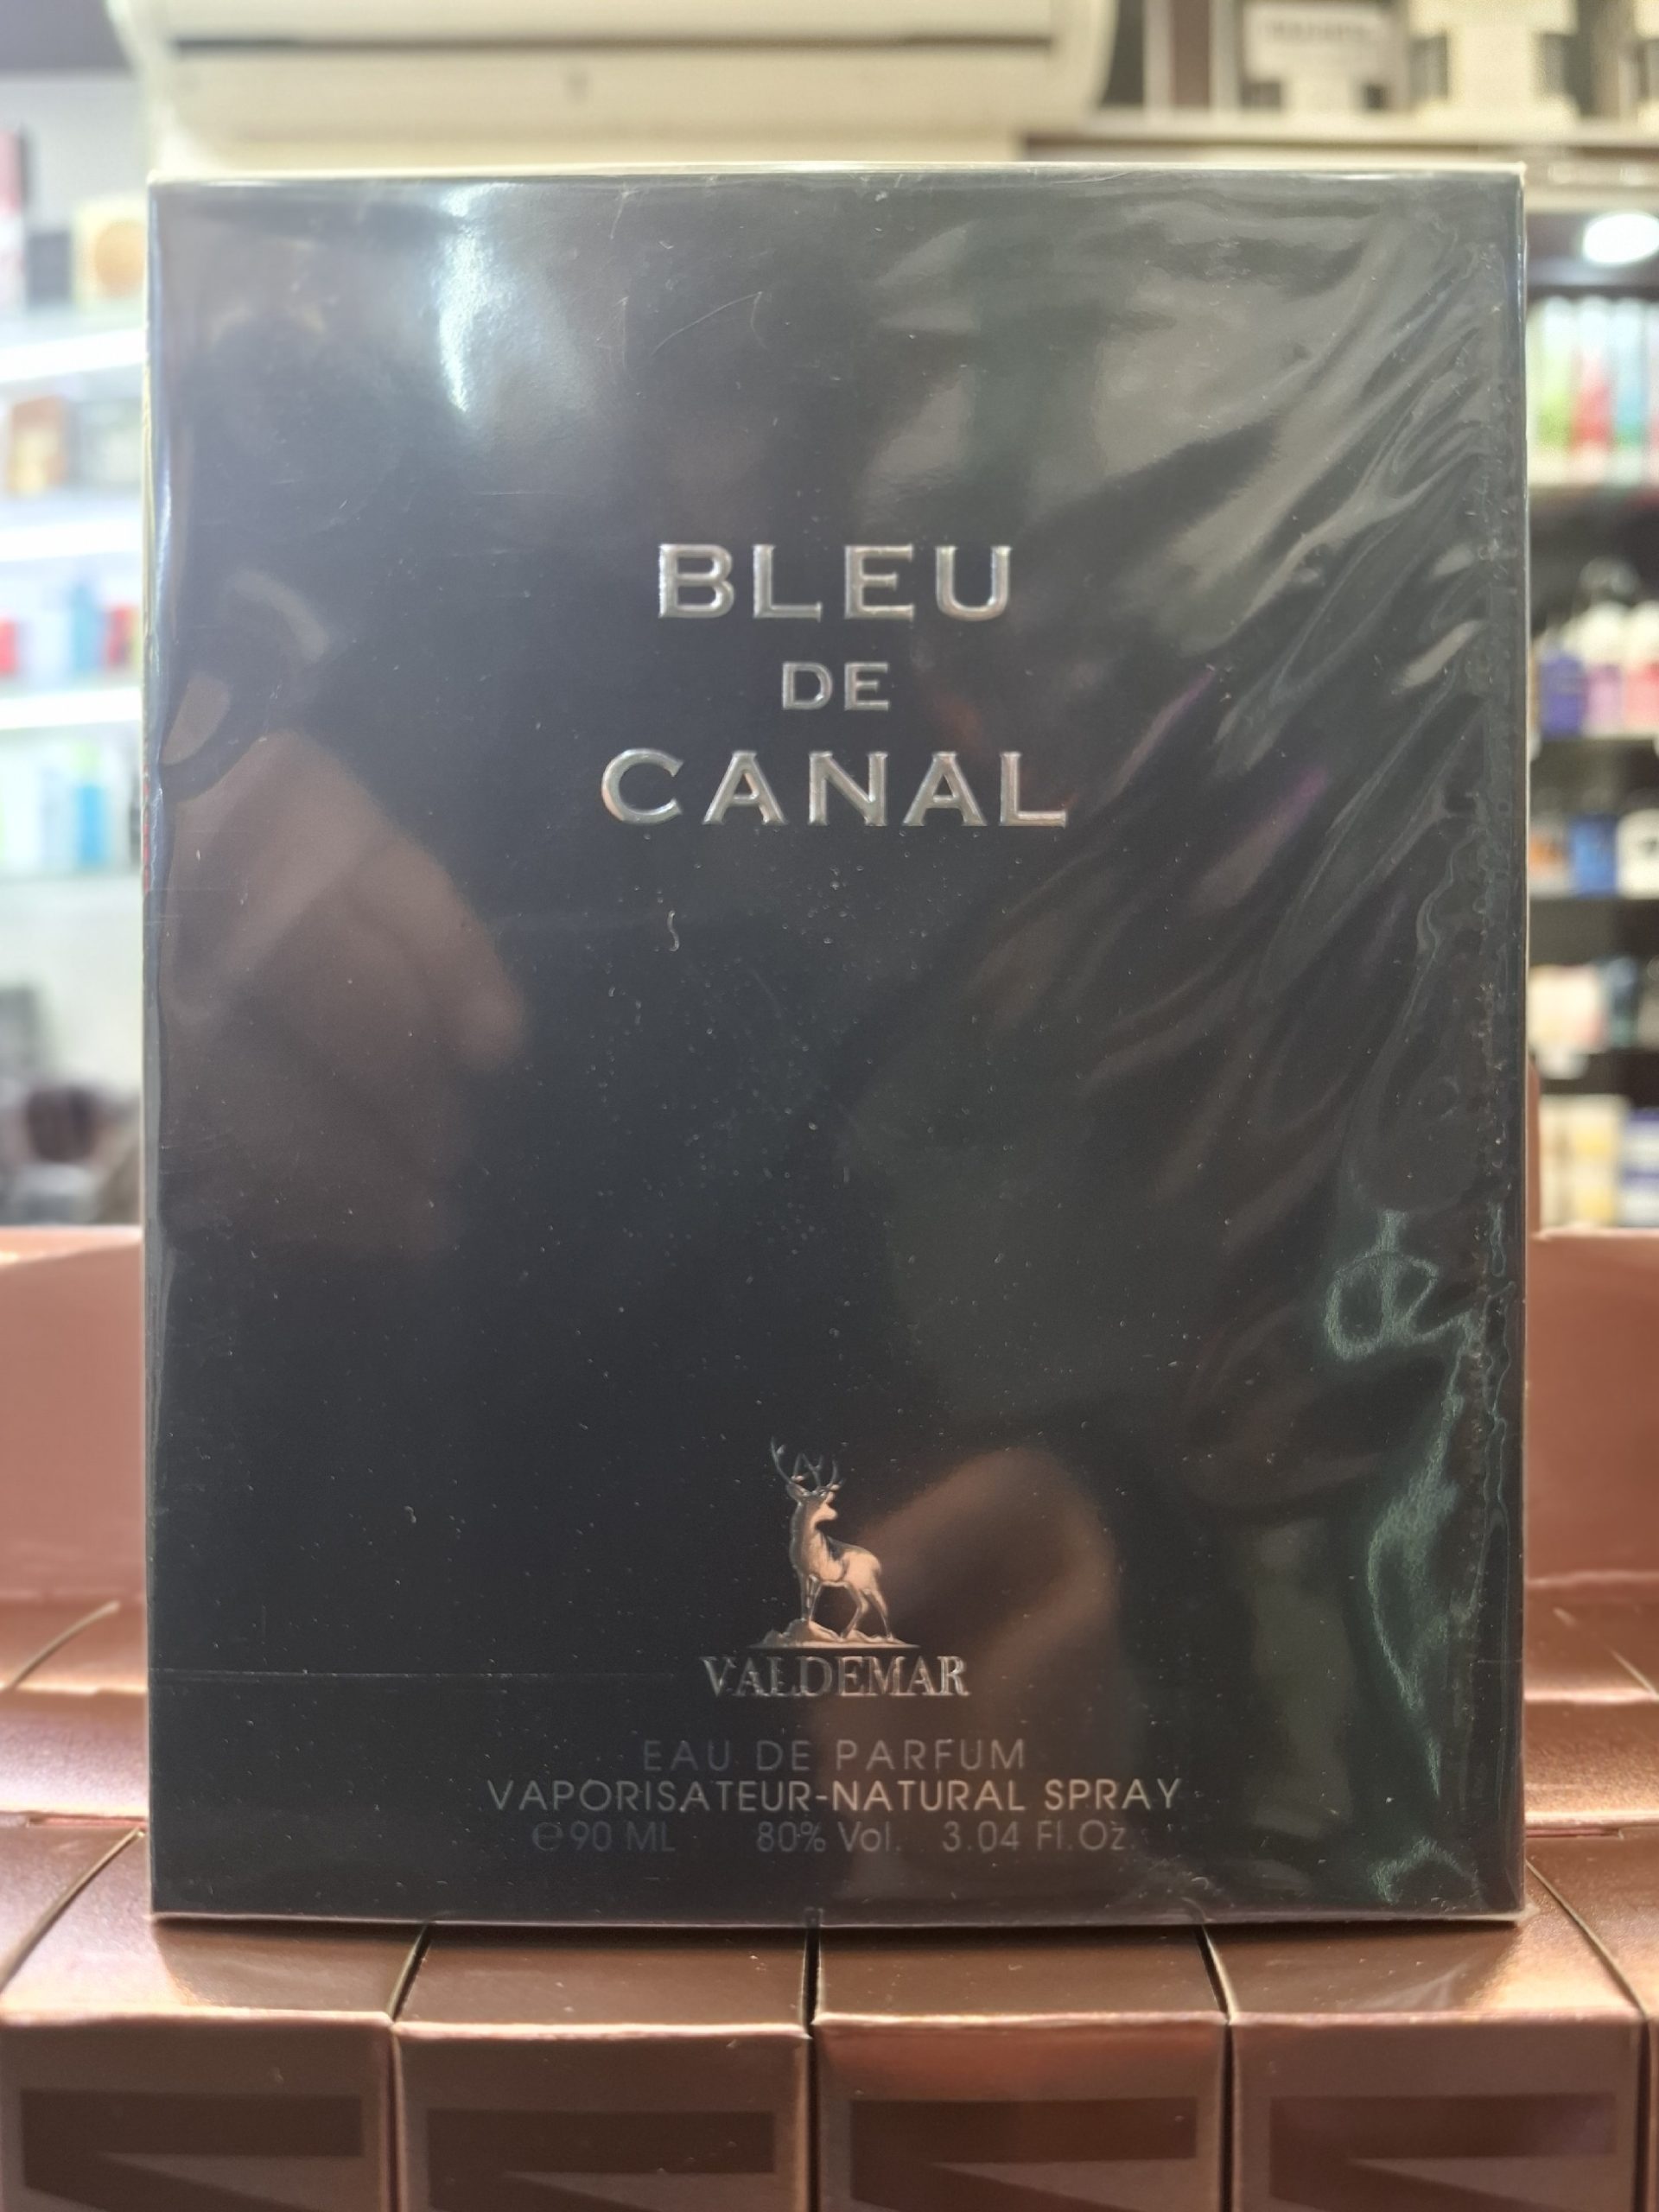 BLEU
DE
CANAL
VALDEMAR
EAU DE PARFUM
VAPORISATEUR-NATURAL SPRAY
℮90 ML 80% Vol. 3.04 Fl.Oz.